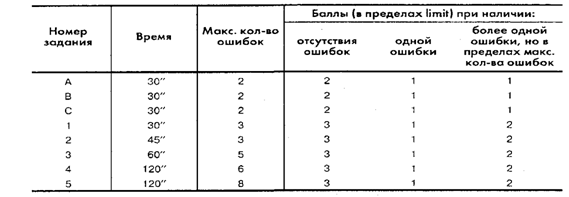 Баллы (в пределах limit) при наличии:
Номер задания Время Макс. кол-во ошибок отсутствия ошибок одной ошибки более одной ошибки, но в пределах макс. кол-ва ошибок
A 30″ 2 2 1 1
B 30″ 2 2 1 1
C 30″ 2 2 1 1
1 30″ 3 3 1 2
2 45″ 3 3 1 2
3 60″ 5 3 1 2
4 120″ 6 3 1 2
5 120″ 8 3 1 2